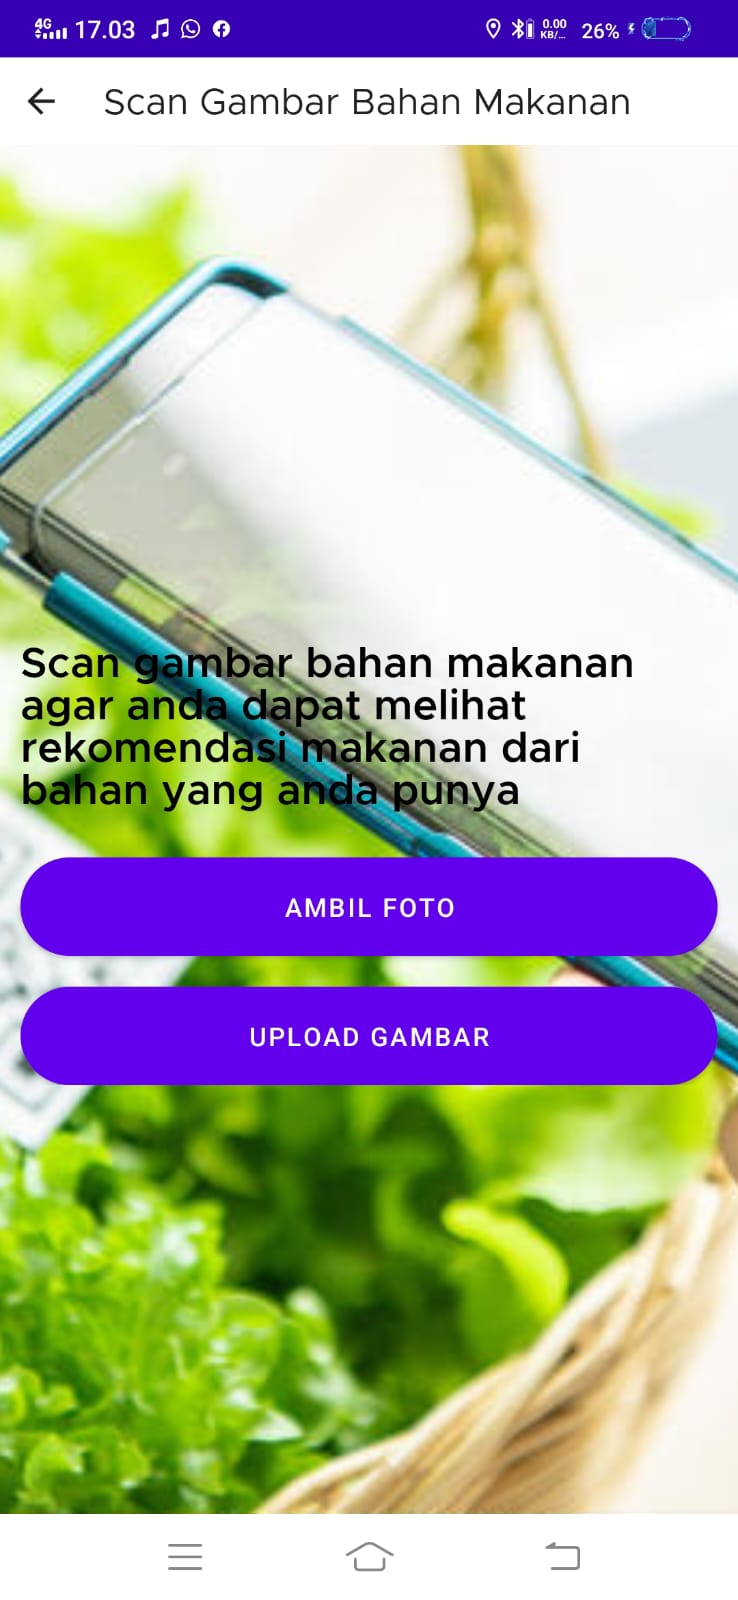 4G 17.03 0.00 KB/... 26%
Scan Gambar Bahan Makanan
Scan gambar bahan makanan
agar anda dapat melihat
rekomendasi makanan dari
bahan yang anda punya
AMBIL FOTO
UPLOAD GAMBAR